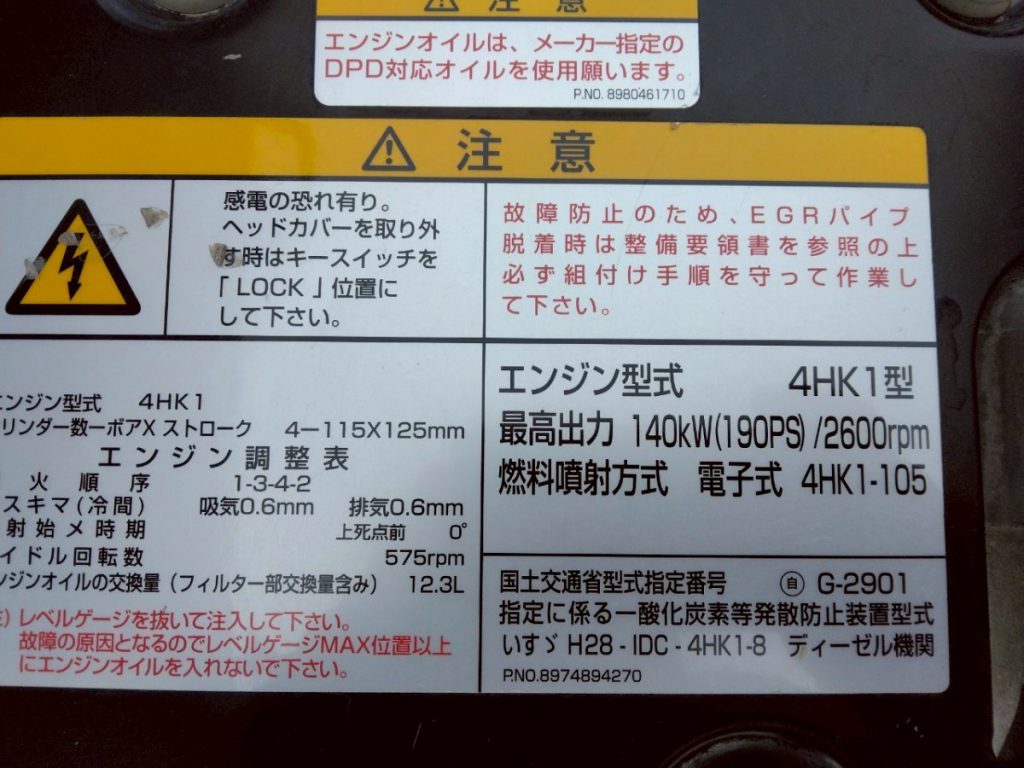 注意
エンジンオイルは、メーカー指定の
DPD対応オイルを使用願います。
P.NO. 8980461710
注意
感電の恐れ有り。
ヘッドカバーを取り外
す時はキースイッチを
「LOCK」位置に
して下さい。
故障防止のため、EGRパイプ
脱着時は整備要領書を参照の上
必ず組付け手順を守って作業し
て下さい。
エンジン型式 4HK1
リンダー数ーボアX ストローク 4ー115X125mm
エンジン調整表
火順序 1-3-4-2
スキマ(冷間) 吸気0.6mm 排気0.6mm
射始メ時期 上死点前 0°
イドル回転数 575rpm
ンジンオイルの交換量(フィルター部交換量含み) 12.3L
)レベルゲージを抜いて注入して下さい。
故障の原因となるのでレベルゲージMAX位置以上
にエンジンオイルを入れないで下さい。
エンジン型式 4HK1型
最高出力 140kW(190PS)/2600rpm
燃料噴射方式 電子式 4HK1-105
国土交通省型式指定番号 自 G-2901
指定に係る一酸化炭素等発散防止装置型式
いすゞ H28-IDC-4HK1-8 ディーゼル機関
P.NO.8974894270